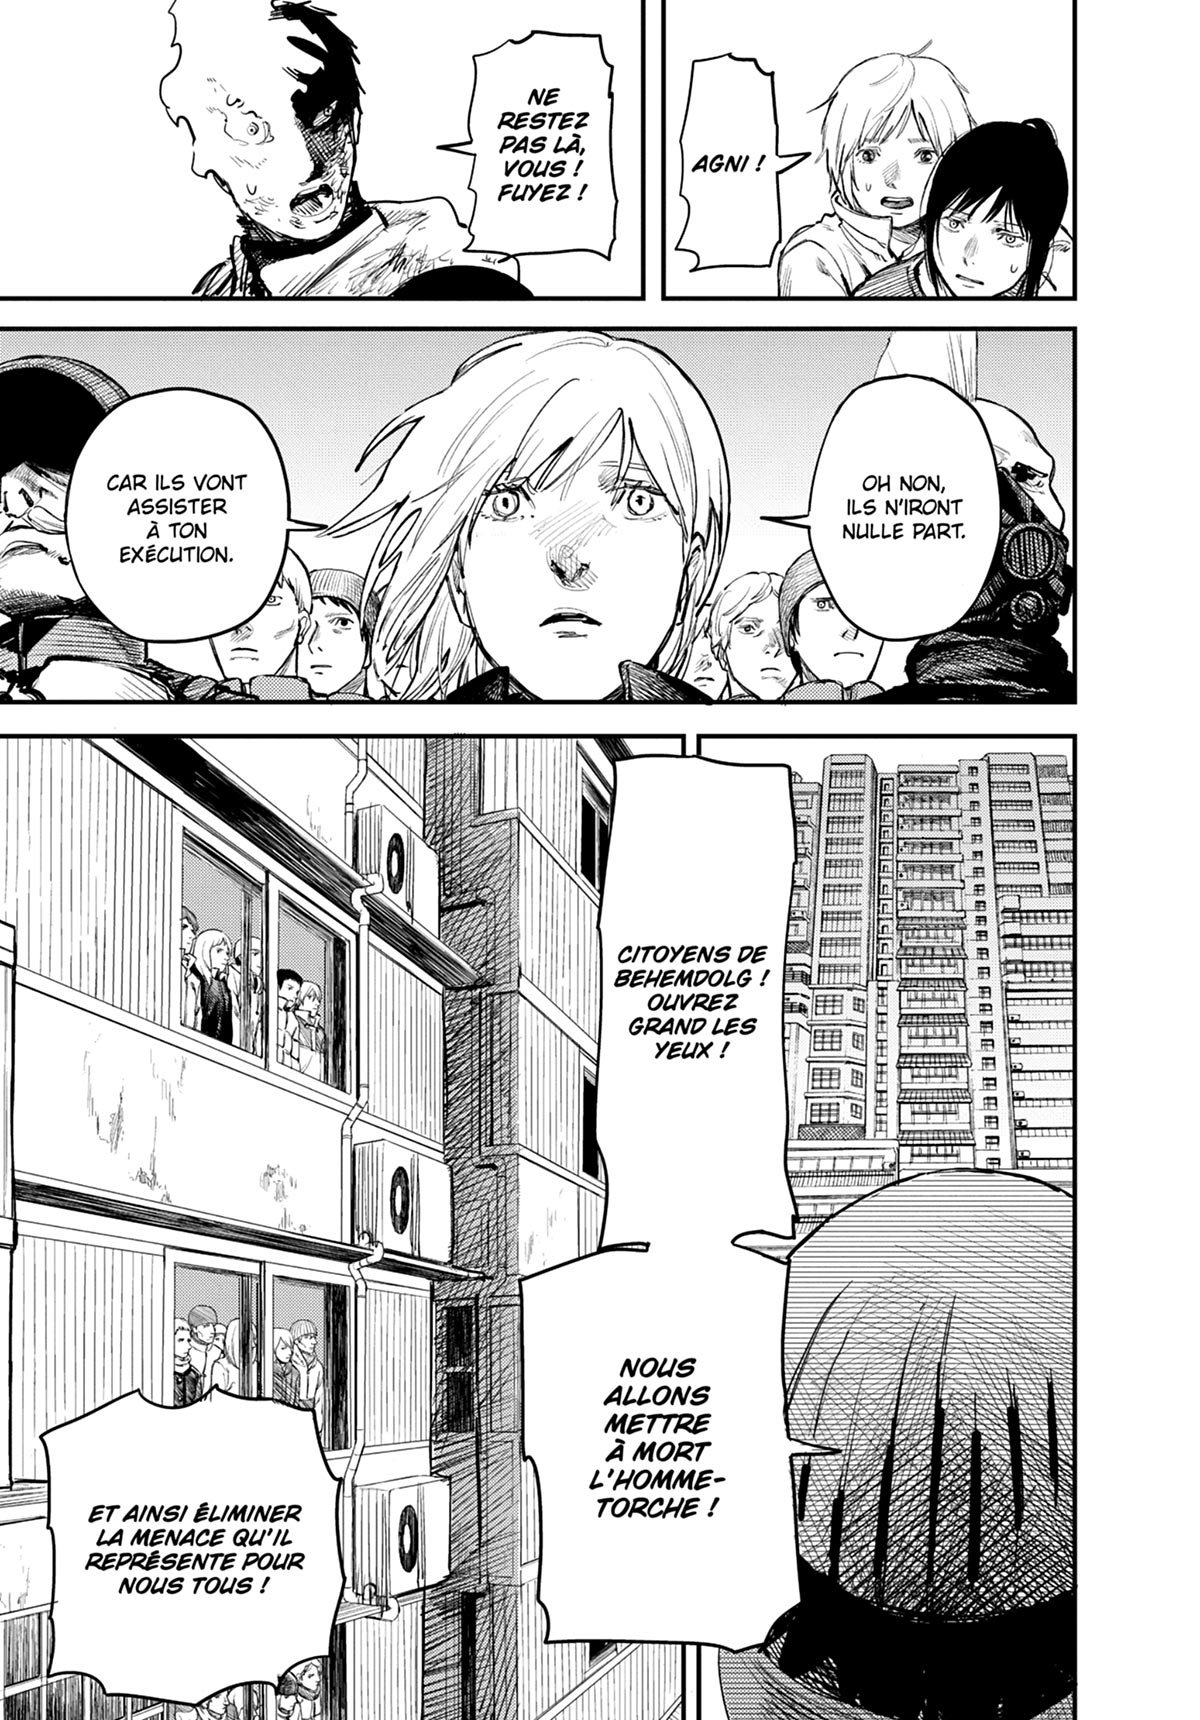 AGNI !
NE
RESTEZ
PAS LÀ,
VOUS !
FUYEZ !
OH NON,
ILS N'IRONT
NULLE PART.
CAR ILS VONT
ASSISTER
À TON
EXÉCUTION.
CITOYENS DE
BEHEMDOLG !
OUVREZ
GRAND LES
YEUX !
NOUS
ALLONS
METTRE
À MORT
L'HOMME-
TORCHE !
ET AINSI ÉLIMINER
LA MENACE QU'IL
REPRÉSENTE POUR
NOUS TOUS !